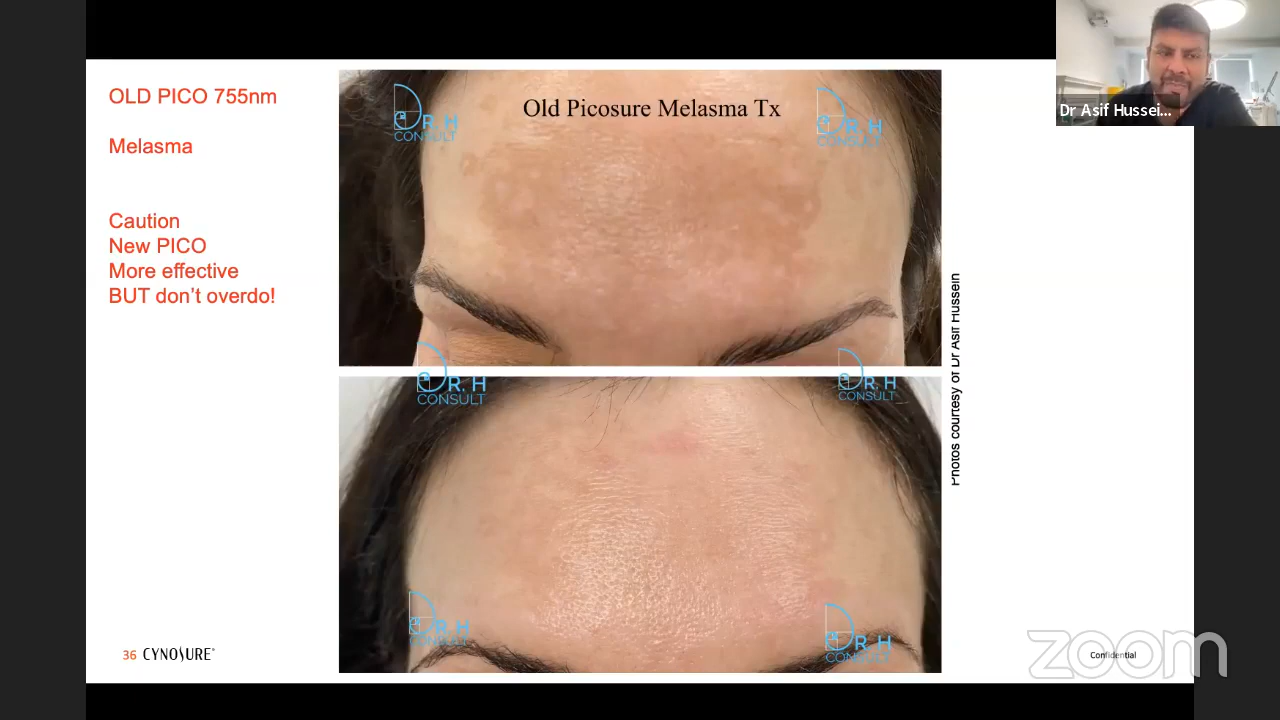 OLD PICO 755nm
Melasma
Caution
New PICO
More effective
BUT don't overdo!
Old Picosure Melasma Tx
DR. H
CONSULT
DR. H
CONSULT
DR. H
CONSULT
DR. H
CONSULT
DR. H
CONSULT
DR. H
CONSULT
Photos courtesy of Dr Asif Hussein
Dr Asif Hussei...
36 CYNOSURE®
Confidential
zoom